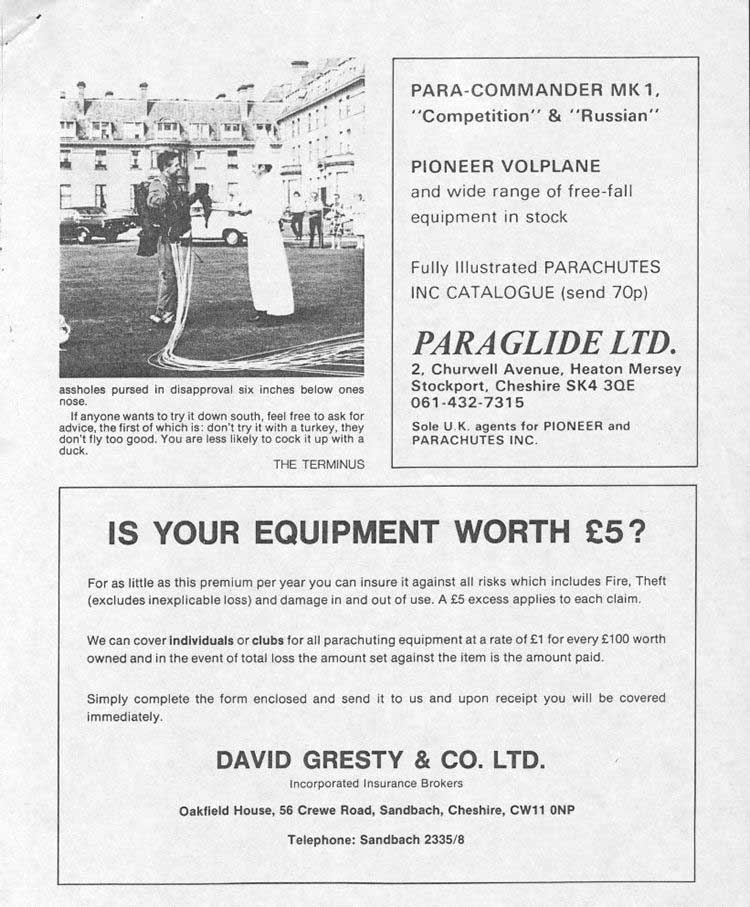 assholes pursed in disapproval six inches below ones
nose.
If anyone wants to try it down south, feel free to ask for
advice, the first of which is: don't try it with a turkey, they
don't fly too good. You are less likely to cock it up with a
duck.
THE TERMINUS
PARA-COMMANDER MK 1,
"Competition" & "Russian"
PIONEER VOLPLANE
and wide range of free-fall
equipment in stock
Fully Illustrated PARACHUTES
INC CATALOGUE (send 70p)
PARAGLIDE LTD.
2, Churwell Avenue, Heaton Mersey
Stockport, Cheshire SK4 3QE
061-432-7315
Sole U.K. agents for PIONEER and
PARACHUTES INC.
IS YOUR EQUIPMENT WORTH £5?
For as little as this premium per year you can insure it against all risks which includes Fire, Theft
(excludes inexplicable loss) and damage in and out of use. A £5 excess applies to each claim.
We can cover individuals or clubs for all parachuting equipment at a rate of £1 for every £100 worth
owned and in the event of total loss the amount set against the item is the amount paid.
Simply complete the form enclosed and send it to us and upon receipt you will be covered
immediately.
DAVID GRESTY & CO. LTD.
Incorporated Insurance Brokers
Oakfield House, 56 Crewe Road, Sandbach, Cheshire, CW11 0NP
Telephone: Sandbach 2335/8